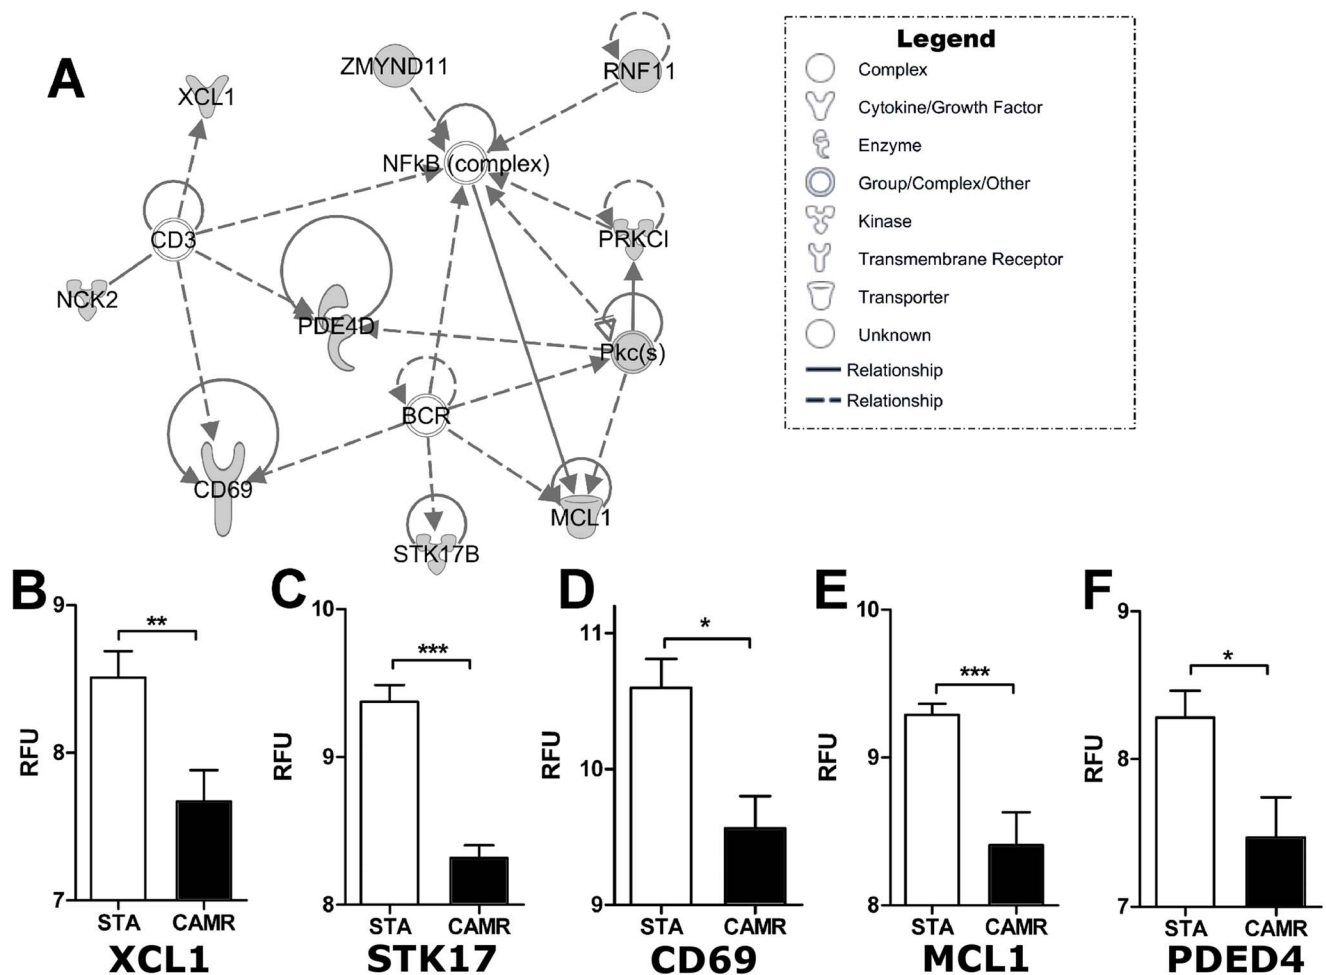 A
XCL1
ZMYND11
RNF11
NFkB (complex)
CD3
PRKCI
NCK2
PDE4D
Pkc(s)
BCR
CD69
MCL1
STK17B
Legend
Complex
Cytokine/Growth Factor
Enzyme
Group/Complex/Other
Kinase
Transmembrane Receptor
Transporter
Unknown
Relationship
Relationship
B
9
8
7
RFU
**
STA CAMR
XCL1
C
10
9
8
RFU
***
STA CAMR
STK17
D
11
10
9
RFU
*
STA CAMR
CD69
E
10
9
8
RFU
***
STA CAMR
MCL1
F
9
8
7
RFU
*
STA CAMR
PDED4